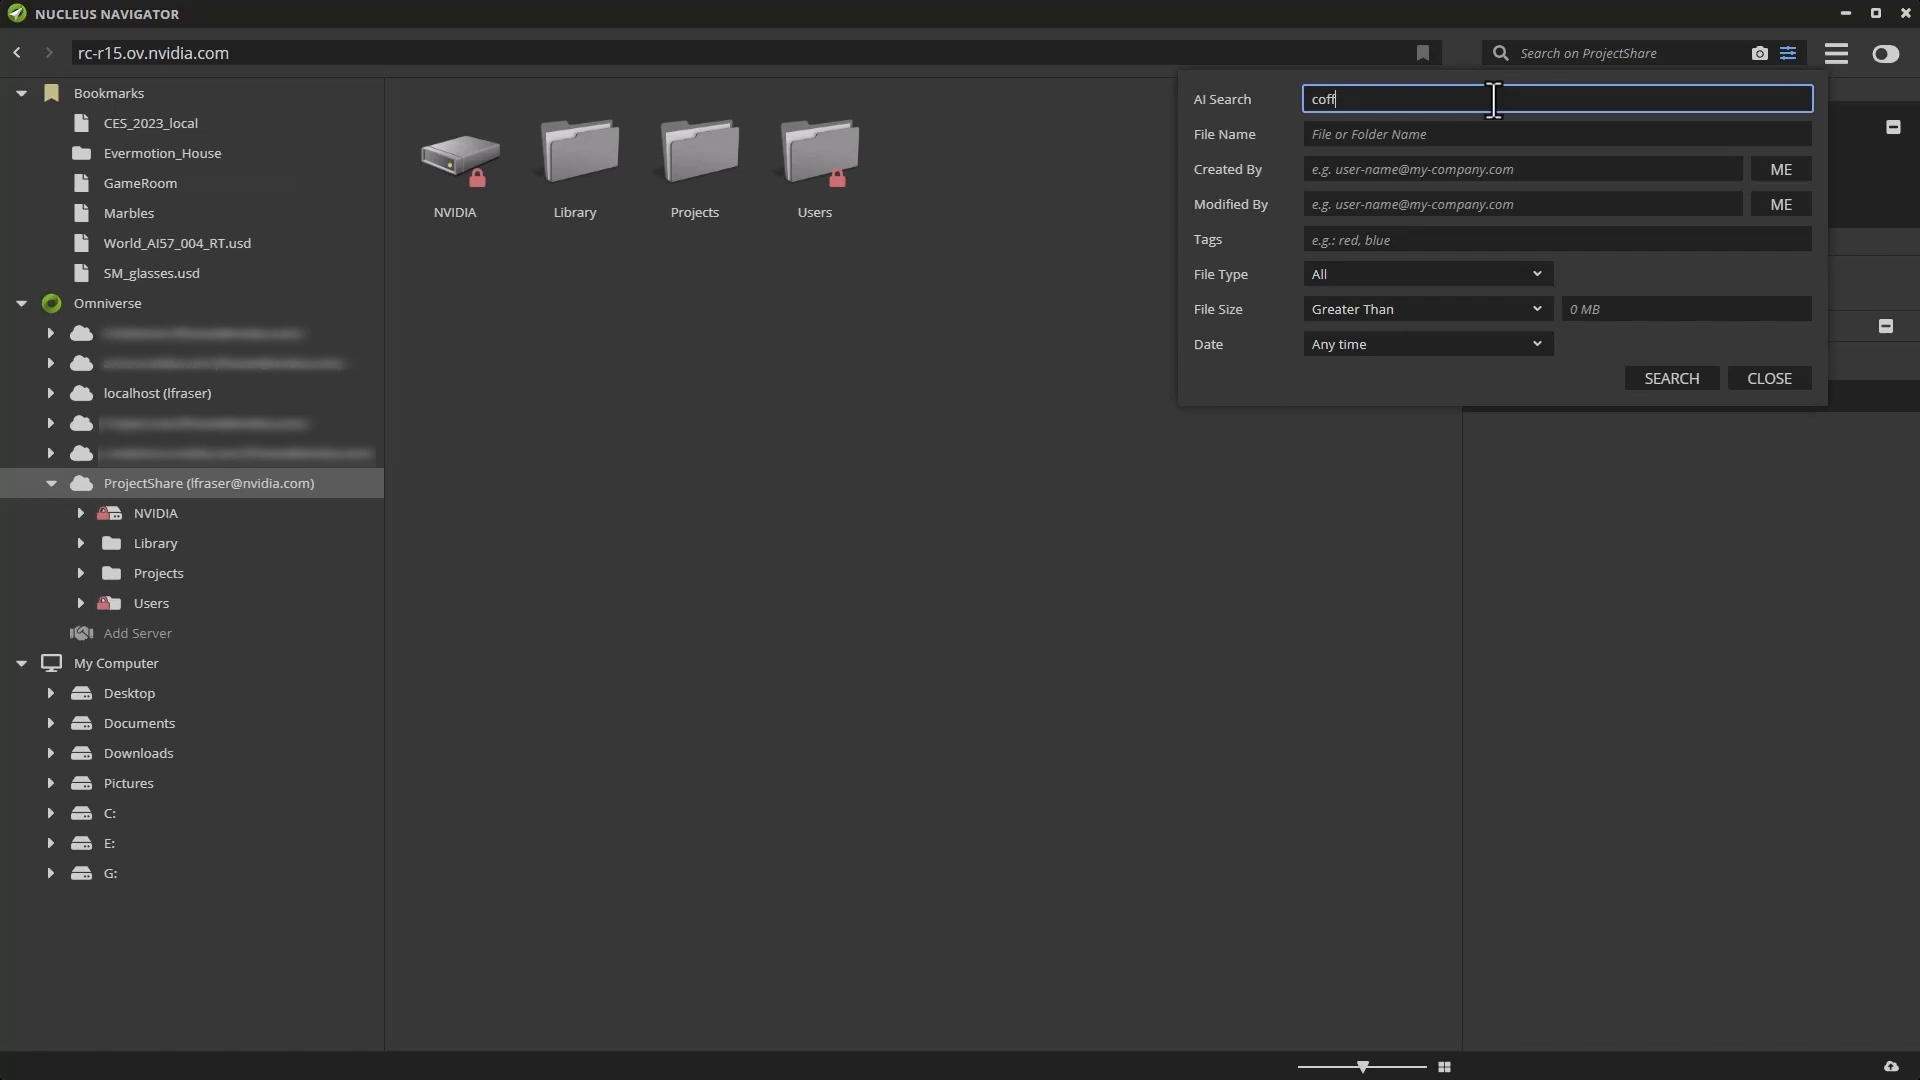 NUCLEUS NAVIGATOR
rc-r15.ov.nvidia.com
Search on ProjectShare
Bookmarks
CES_2023_local
Evermotion_House
GameRoom
Marbles
World_AI57_004_RT.usd
SM_glasses.usd
Omniverse
localhost (lfraser)
ProjectShare (lfraser@nvidia.com)
NVIDIA
Library
Projects
Users
Add Server
My Computer
Desktop
Documents
Downloads
Pictures
C:
E:
G:
NVIDIA
Library
Projects
Users
AI Search
coff
File Name
File or Folder Name
Created By
e.g. user-name@my-company.com
ME
Modified By
e.g. user-name@my-company.com
ME
Tags
e.g.: red, blue
File Type
All
File Size
Greater Than
0 MB
Date
Any time
SEARCH
CLOSE